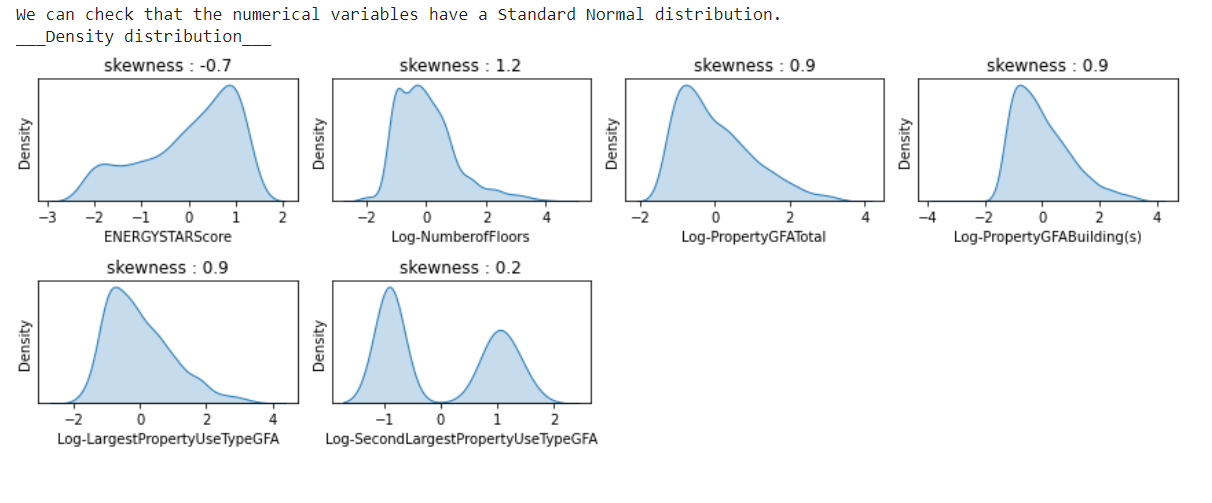 We can check that the numerical variables have a Standard Normal distribution.
___Density distribution___
skewness : -0.7
skewness : 1.2
skewness : 0.9
skewness : 0.9
Density
Density
Density
Density
−3 −2 −1 0 1 2
−2 0 2 4
−2 0 2 4
−4 −2 0 2 4
ENERGYSTARScore
Log-NumberofFloors
Log-PropertyGFATotal
Log-PropertyGFABuilding(s)
skewness : 0.9
skewness : 0.2
Density
Density
−2 0 2 4
−1 0 1 2
Log-LargestPropertyUseTypeGFA
Log-SecondLargestPropertyUseTypeGFA